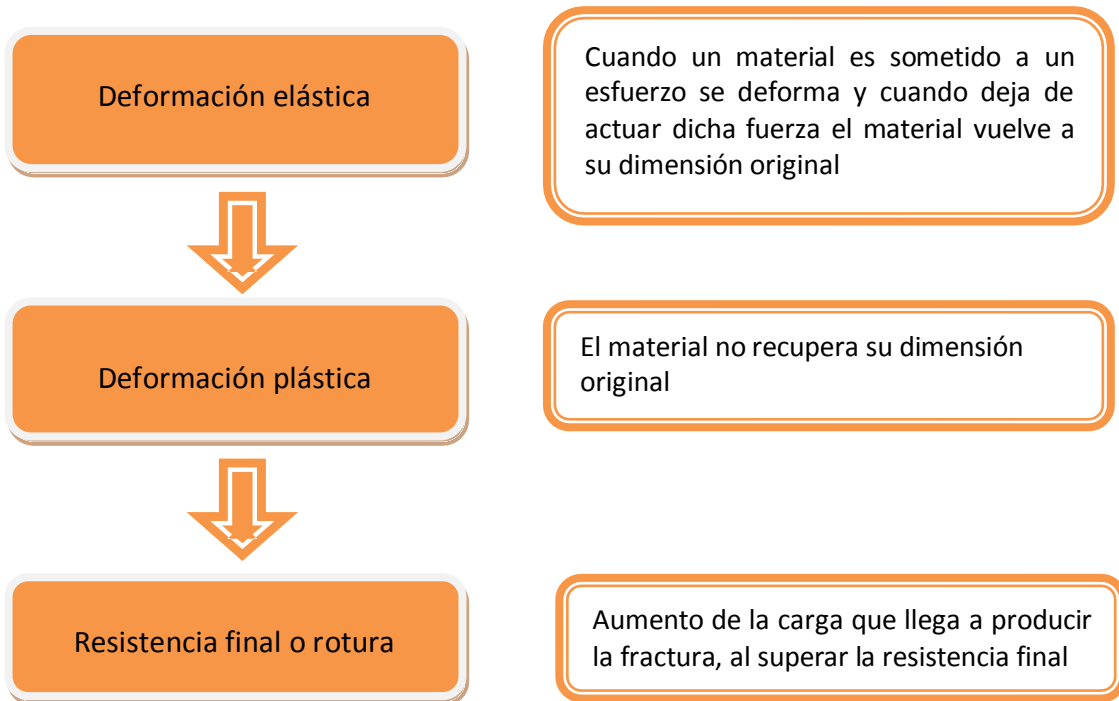 Deformación elástica
Cuando un material es sometido a un
esfuerzo se deforma y cuando deja de
actuar dicha fuerza el material vuelve a
su dimensión original
Deformación plástica
El material no recupera su dimensión
original
Resistencia final o rotura
Aumento de la carga que llega a producir
la fractura, al superar la resistencia final